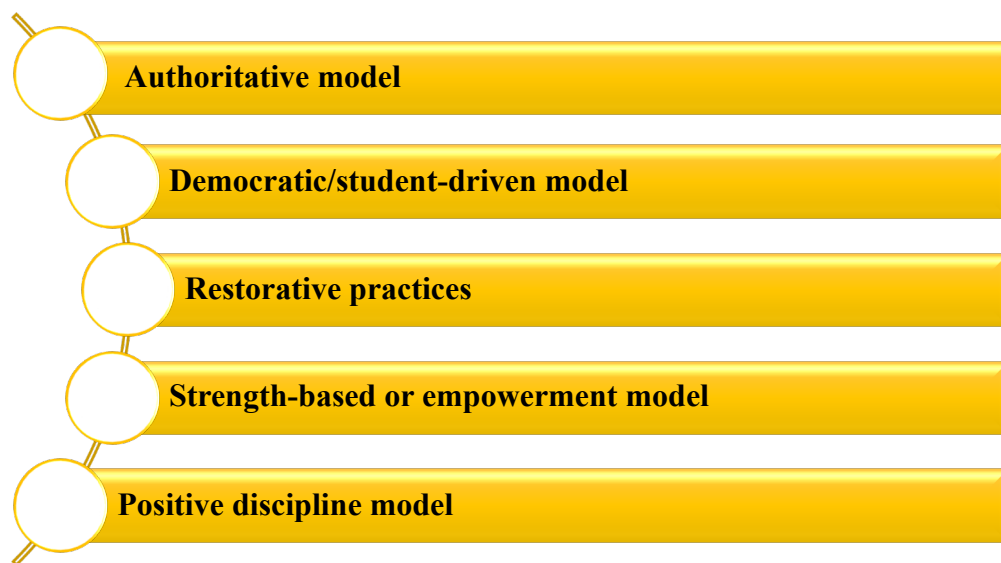 Authoritative model
Democratic/student-driven model
Restorative practices
Strength-based or empowerment model
Positive discipline model